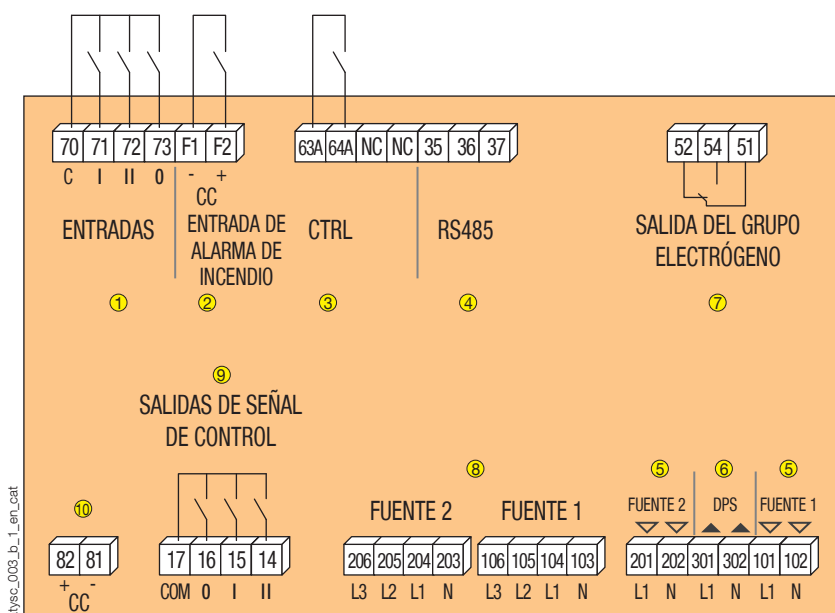 70 71 72 73 F1 F2
C I II 0 - +
CC
ENTRADAS
ENTRADA DE
ALARMA DE
INCENDIO
63A 64A NC NC 35 36 37
CTRL
RS485
52 54 51
SALIDA DEL GRUPO
ELECTRÓGENO
1 2 3 4 7
9
SALIDAS DE SEÑAL
DE CONTROL
10
82 81
+ -
CC
17 16 15 14
COM 0 I II
8
FUENTE 2 FUENTE 1
206 205 204 203 106 105 104 103
L3 L2 L1 N L3 L2 L1 N
5 6 5
FUENTE 2 DPS FUENTE 1
201 202 301 302 101 102
L1 N L1 N L1 N
tysc_003_b_1_en_cat